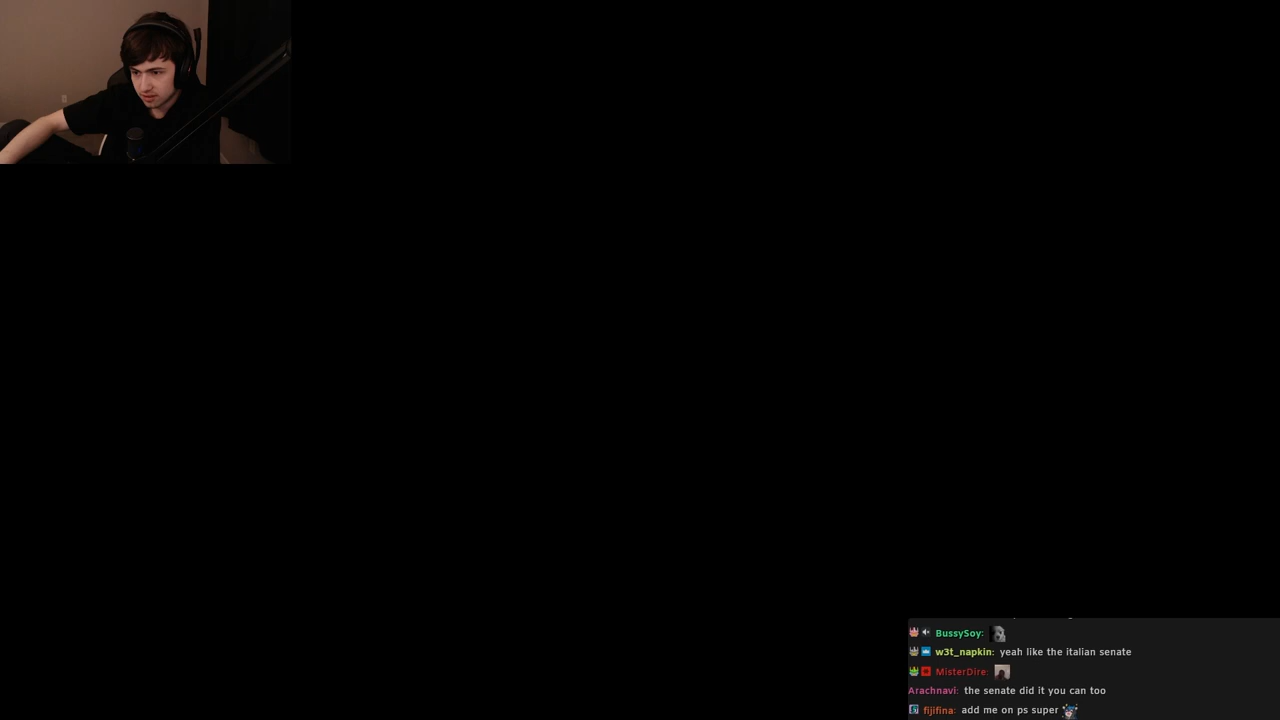 BussySoy:
w3t_napkin: yeah like the italian senate
MisterDire:
Arachnavi: the senate did it you can too
fijifina: add me on ps super